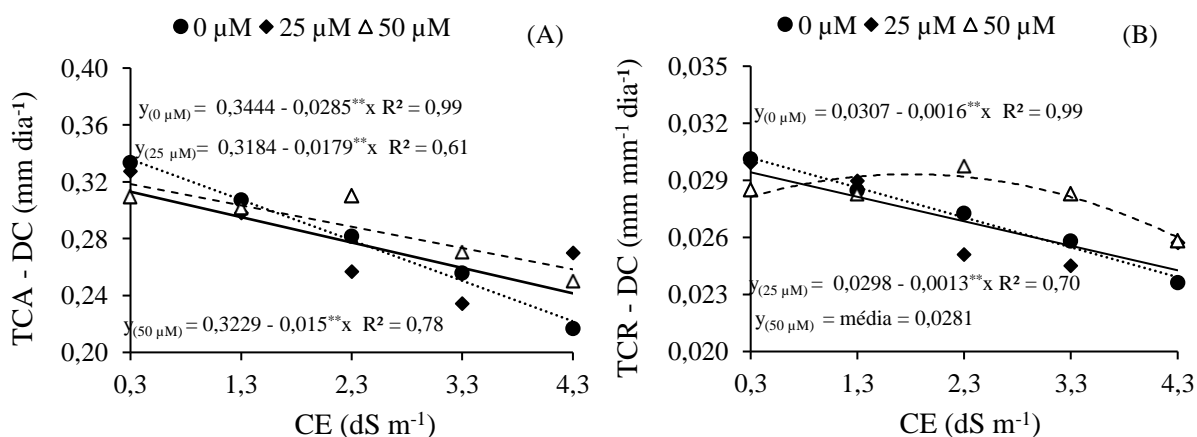 ● 0 µM ◆ 25 µM △ 50 µM (A)
TCA - DC (mm dia⁻¹)
0,40
0,36
0,32
0,28
0,24
0,20
y(0 µM) = 0,3444 - 0,0285**x R² = 0,99
y(25 µM) = 0,3184 - 0,0179**x R² = 0,61
y(50 µM) = 0,3229 - 0,015**x R² = 0,78
0,3 1,3 2,3 3,3 4,3
CE (dS m⁻¹)
● 0 µM ◆ 25 µM △ 50 µM (B)
TCR - DC (mm mm⁻¹ dia⁻¹)
0,035
0,032
0,029
0,026
0,023
0,020
y(0 µM) = 0,0307 - 0,0016**x R² = 0,99
y(25 µM) = 0,0298 - 0,0013**x R² = 0,70
y(50 µM) = média = 0,0281
0,3 1,3 2,3 3,3 4,3
CE (dS m⁻¹)